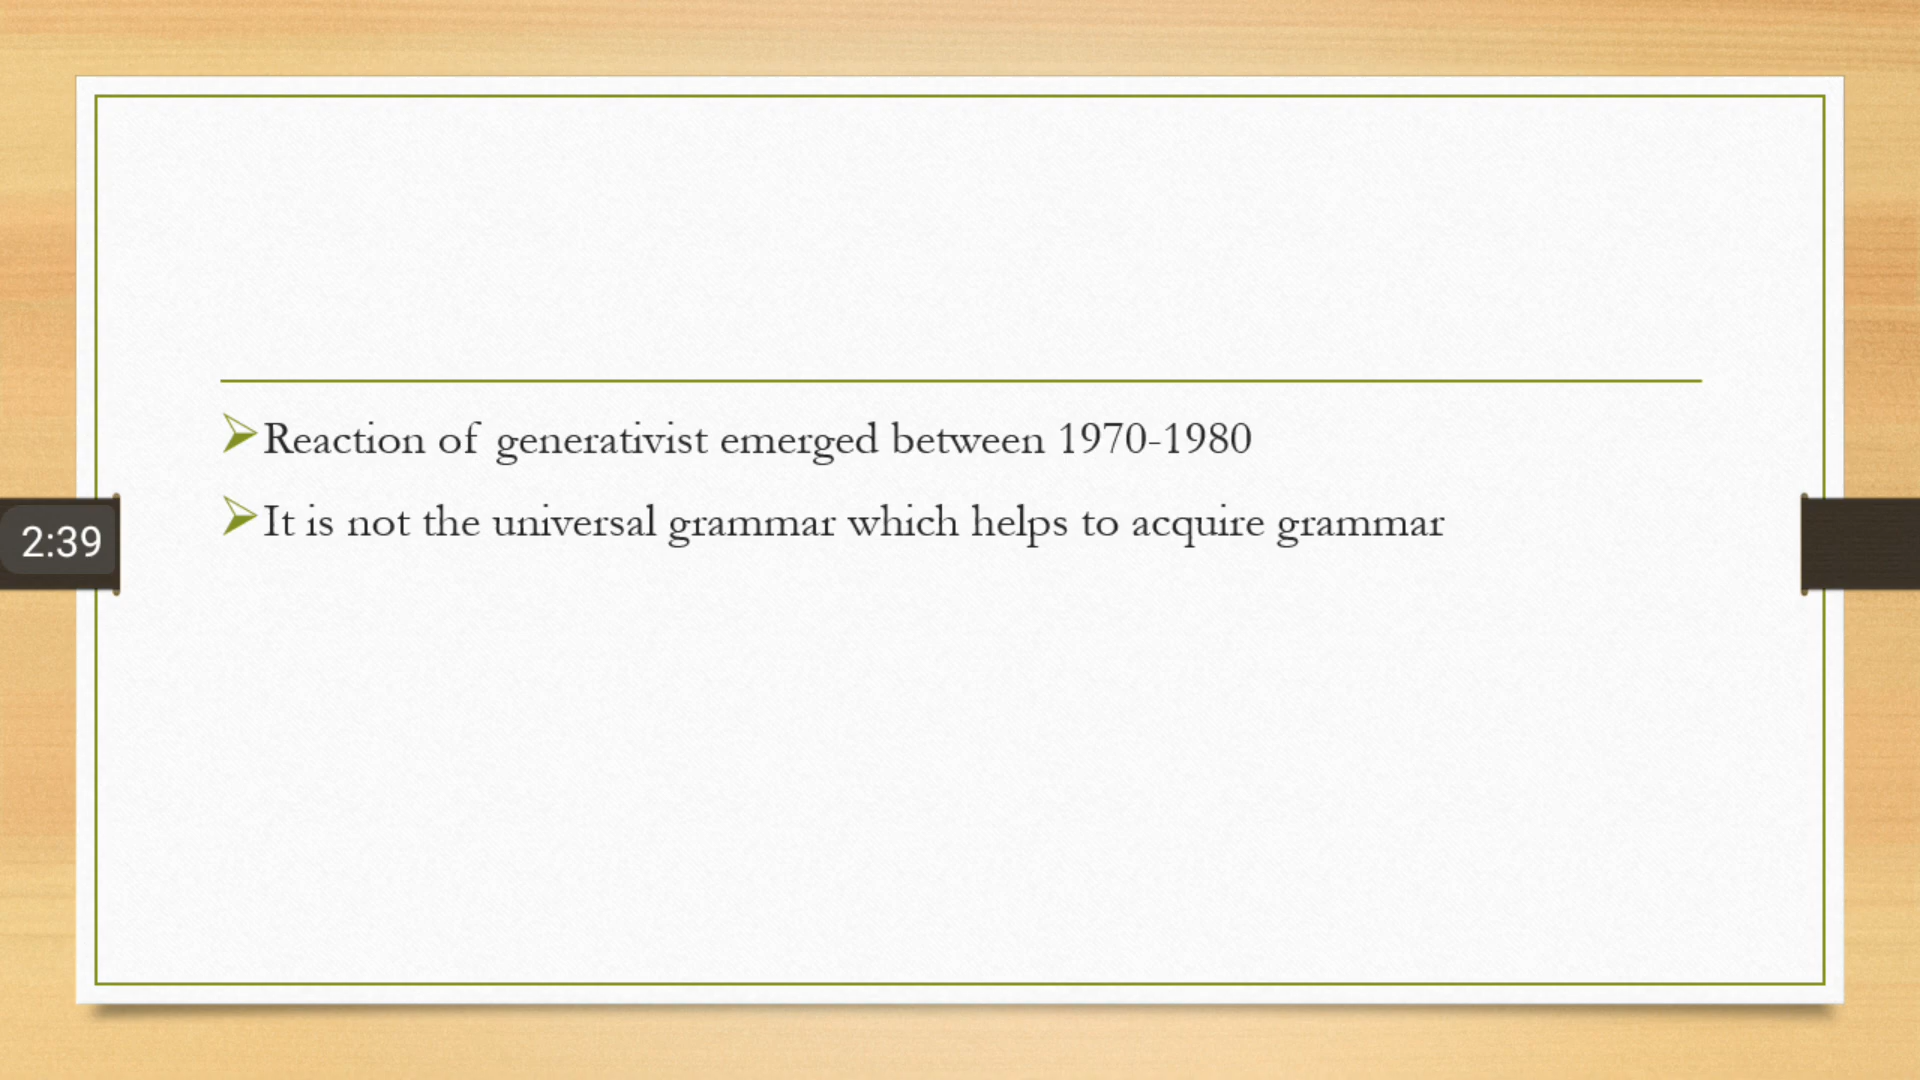 Reaction of generativist emerged between 1970-1980
It is not the universal grammar which helps to acquire grammar
2:39